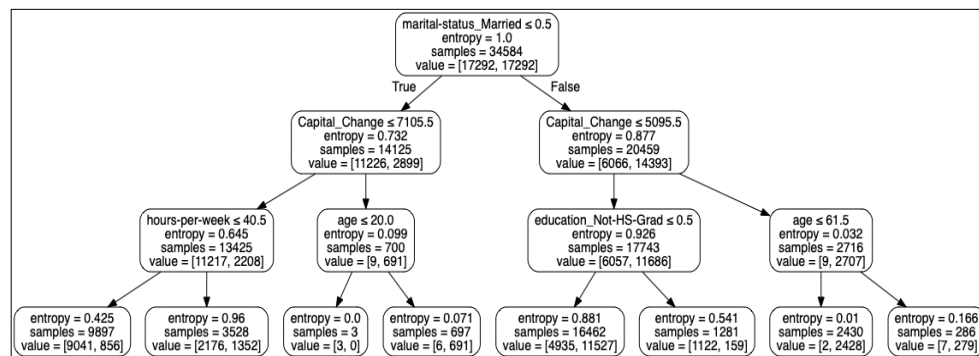 marital-status_Married ≤ 0.5
entropy = 1.0
samples = 34584
value = [17292, 17292]
True
False
Capital_Change ≤ 7105.5
entropy = 0.732
samples = 14125
value = [11226, 2899]
Capital_Change ≤ 5095.5
entropy = 0.877
samples = 20459
value = [6066, 14393]
hours-per-week ≤ 40.5
entropy = 0.645
samples = 13425
value = [11217, 2208]
age ≤ 20.0
entropy = 0.099
samples = 700
value = [9, 691]
education_Not-HS-Grad ≤ 0.5
entropy = 0.926
samples = 17743
value = [6057, 11686]
age ≤ 61.5
entropy = 0.032
samples = 2716
value = [9, 2707]
entropy = 0.425
samples = 9897
value = [9041, 856]
entropy = 0.96
samples = 3528
value = [2176, 1352]
entropy = 0.0
samples = 3
value = [3, 0]
entropy = 0.071
samples = 697
value = [6, 691]
entropy = 0.881
samples = 16462
value = [4935, 11527]
entropy = 0.541
samples = 1281
value = [1122, 159]
entropy = 0.01
samples = 2430
value = [2, 2428]
entropy = 0.166
samples = 286
value = [7, 279]